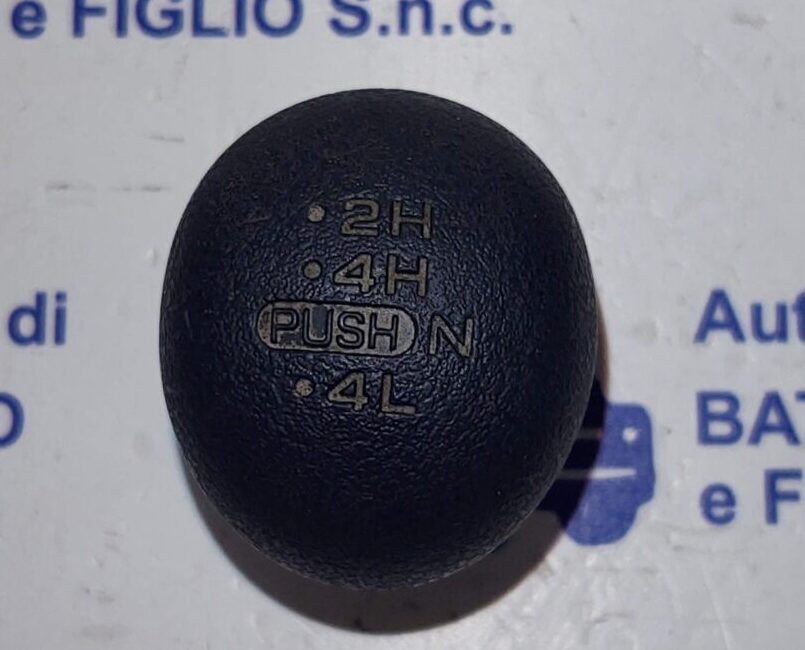 e FIGLIO S.n.c.
• 2H
• 4H
PUSH N
• 4L
di
Aut
BAT
e F